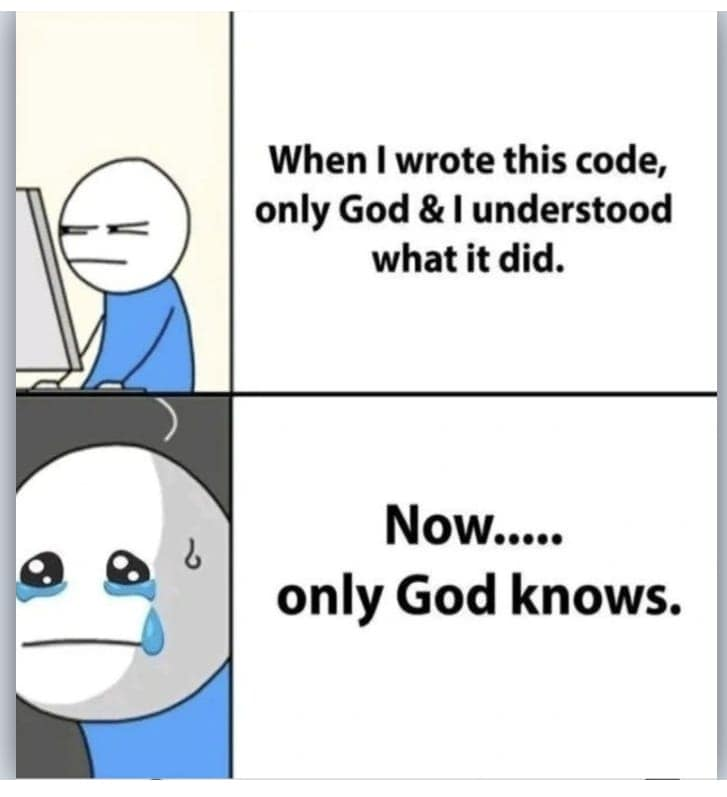 When I wrote this code,
only God & I understood
what it did.
Now.....
only God knows.